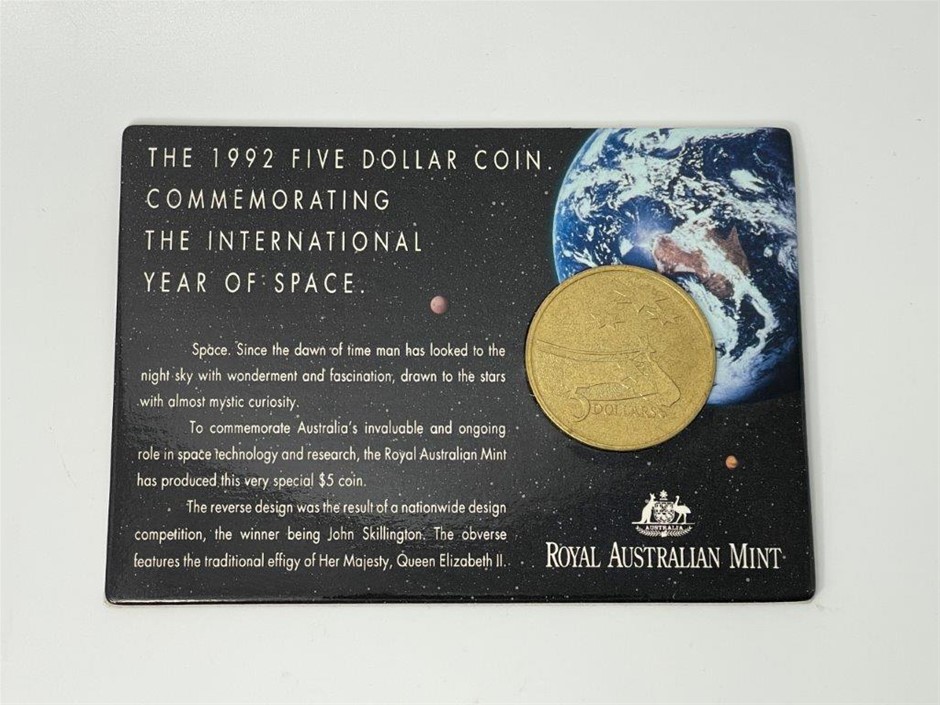 THE 1992 FIVE DOLLAR COIN.
COMMEMORATING
THE INTERNATIONAL
YEAR OF SPACE.
Space. Since the dawn of time man has looked to the
night sky with wonderment and fascination, drawn to the stars
with almost mystic curiosity.
To commemorate Australia's invaluable and ongoing
role in space technology and research, the Royal Australian Mint
has produced this very special $5 coin.
The reverse design was the result of a nationwide design
competition, the winner being John Skillington. The obverse
features the traditional effigy of Her Majesty, Queen Elizabeth II.
5 DOLLARS
AUSTRALIA
ROYAL AUSTRALIAN MINT